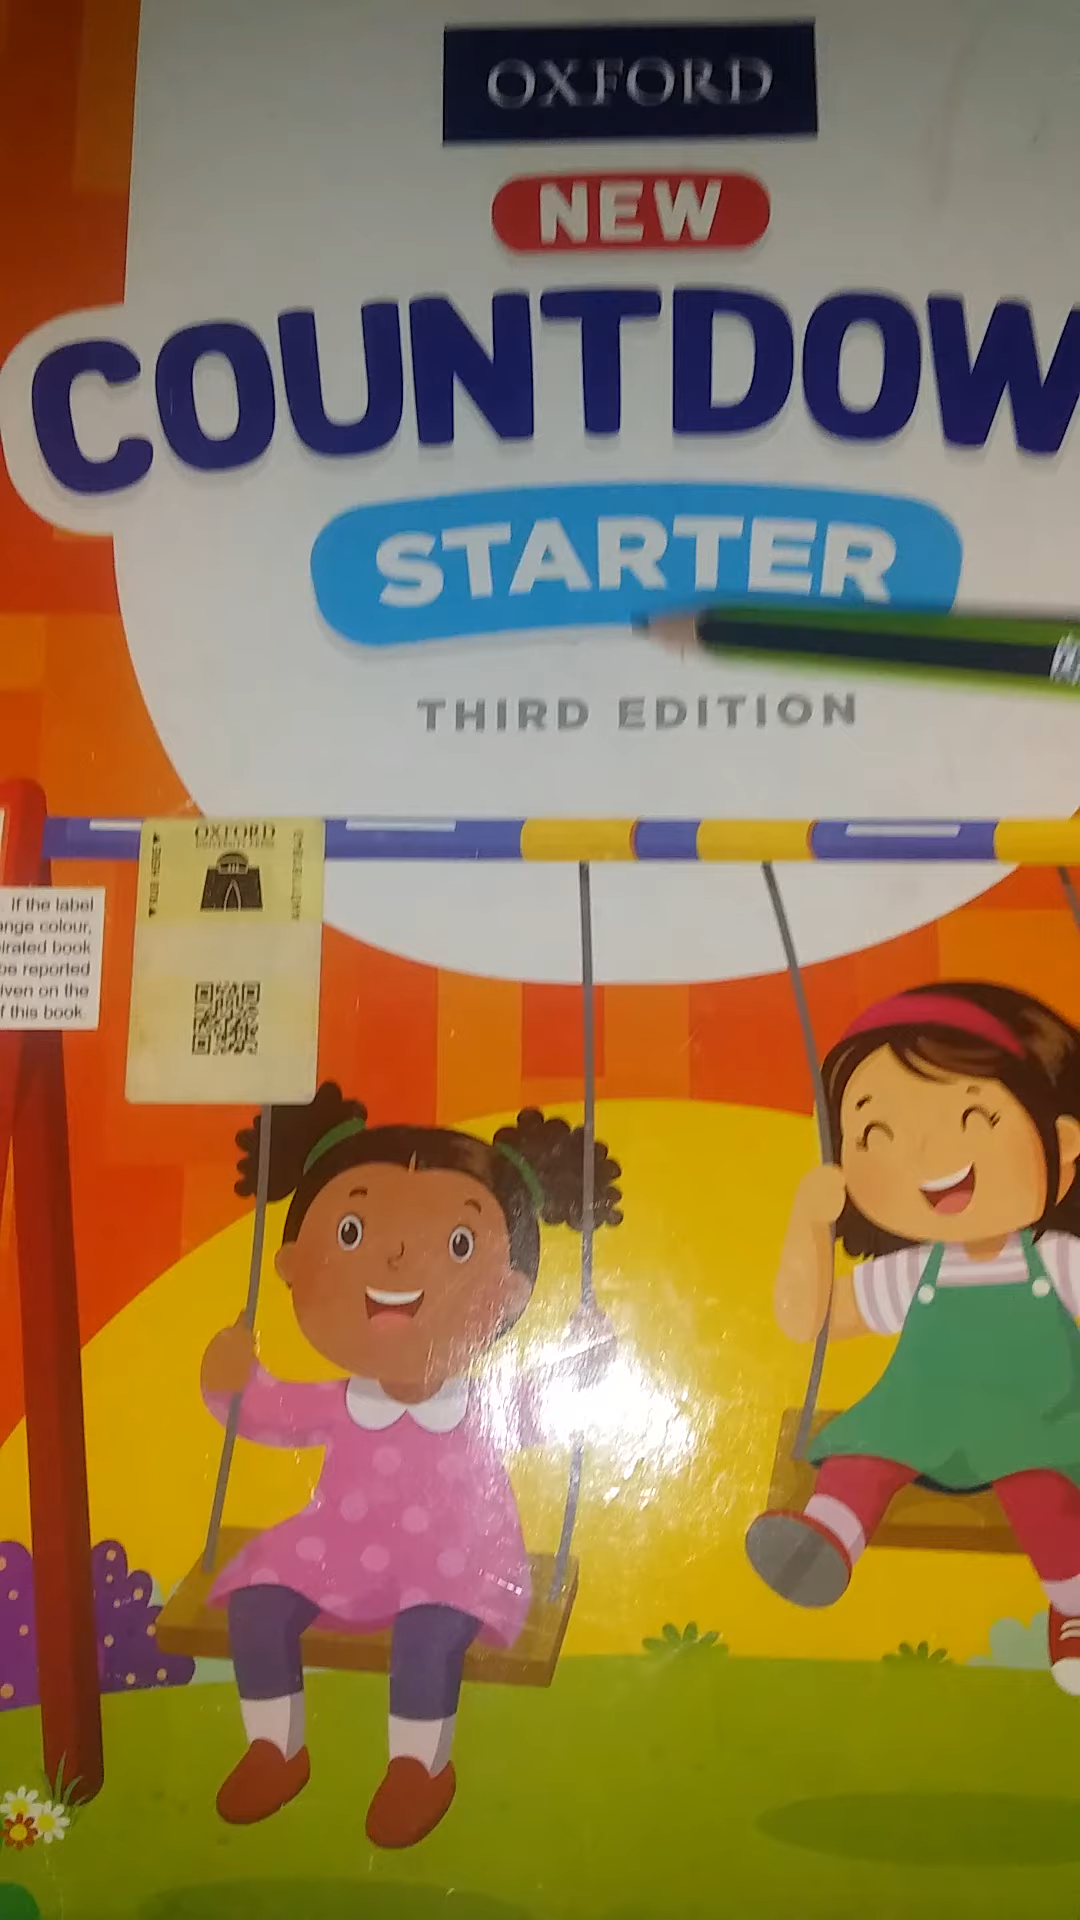 OXFORD
NEW
COUNTDOW
STARTER
THIRD EDITION
OXFORD
If the label
ange colour,
irated book
be reported
iven on the
f this book.